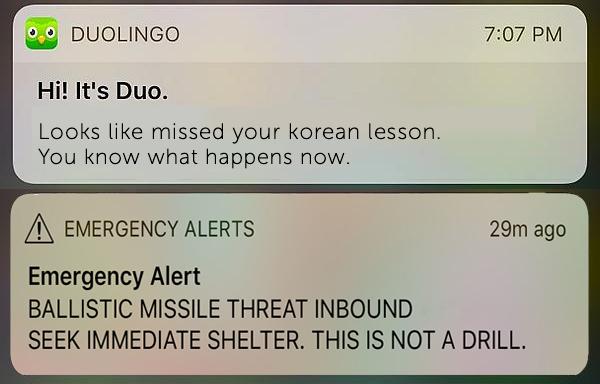 DUOLINGO 7:07 PM
Hi! It's Duo.
Looks like missed your korean lesson.
You know what happens now.
EMERGENCY ALERTS 29m ago
Emergency Alert
BALLISTIC MISSILE THREAT INBOUND
SEEK IMMEDIATE SHELTER. THIS IS NOT A DRILL.